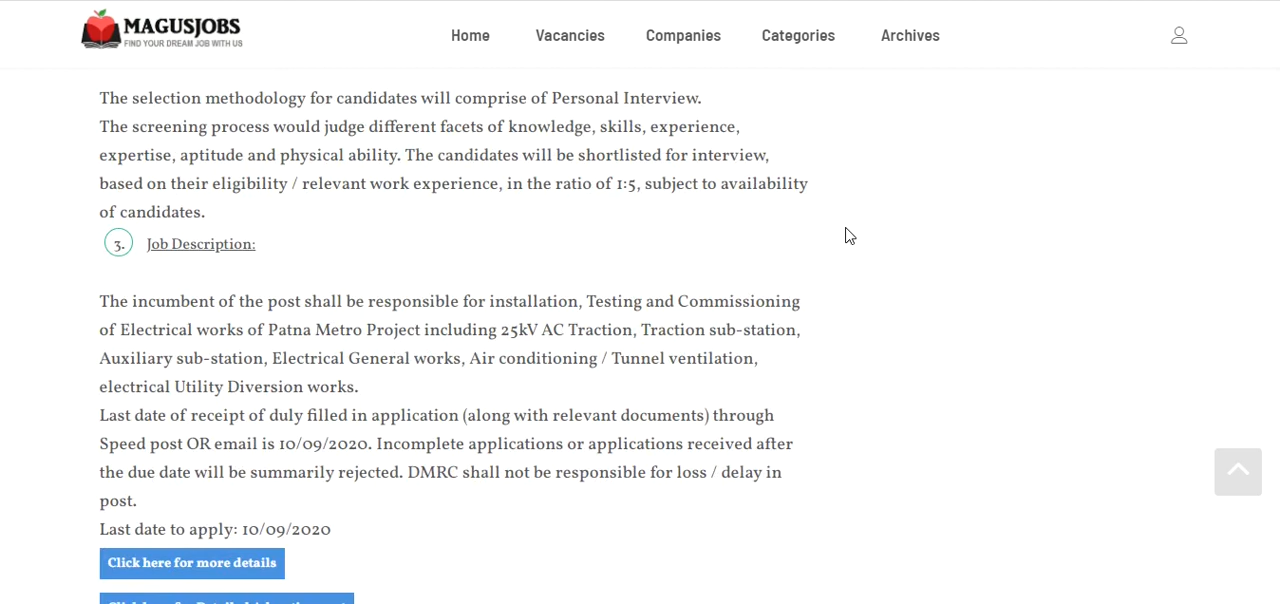 MAGUSJOBS
FIND YOUR DREAM JOB WITH US
Home Vacancies Companies Categories Archives
The selection methodology for candidates will comprise of Personal Interview.
The screening process would judge different facets of knowledge, skills, experience,
expertise, aptitude and physical ability. The candidates will be shortlisted for interview,
based on their eligibility / relevant work experience, in the ratio of 1:5, subject to availability
of candidates.
3. Job Description:
The incumbent of the post shall be responsible for installation, Testing and Commissioning
of Electrical works of Patna Metro Project including 25kV AC Traction, Traction sub-station,
Auxiliary sub-station, Electrical General works, Air conditioning / Tunnel ventilation,
electrical Utility Diversion works.
Last date of receipt of duly filled in application (along with relevant documents) through
Speed post OR email is 10/09/2020. Incomplete applications or applications received after
the due date will be summarily rejected. DMRC shall not be responsible for loss / delay in
post.
Last date to apply: 10/09/2020
Click here for more details